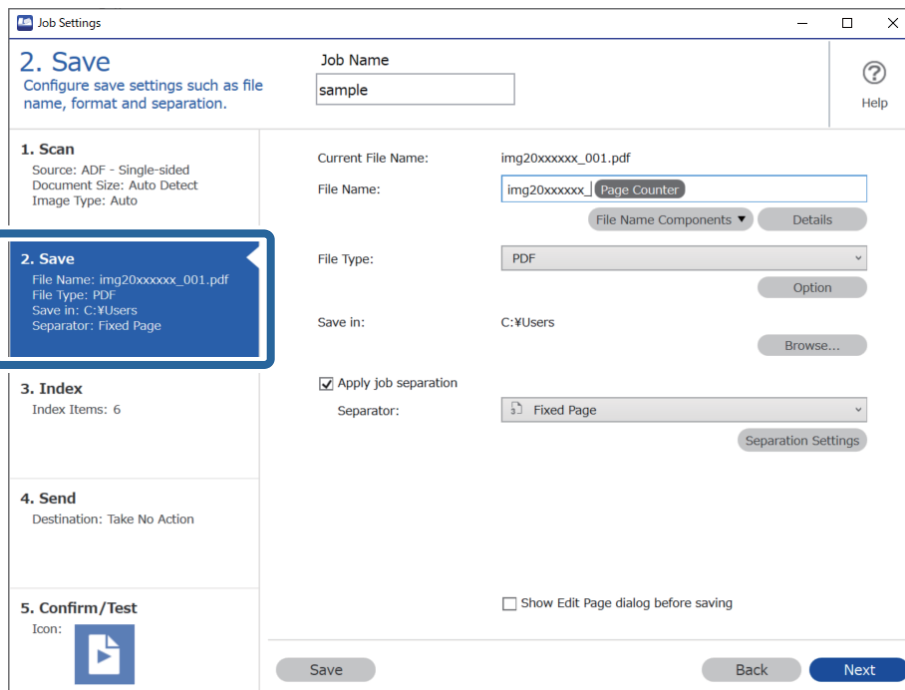 Job Settings
2. Save
Configure save settings such as file
name, format and separation.
Job Name
sample
Help
1. Scan
Source: ADF - Single-sided
Document Size: Auto Detect
Image Type: Auto
2. Save
File Name: img20xxxxxx_001.pdf
File Type: PDF
Save in: C:¥Users
Separator: Fixed Page
3. Index
Index Items: 6
4. Send
Destination: Take No Action
5. Confirm/Test
Icon:
Current File Name: img20xxxxxx_001.pdf
File Name: img20xxxxxx_ Page Counter
File Name Components ▼ Details
File Type: PDF
Option
Save in: C:¥Users
Browse...
Apply job separation
Separator: Fixed Page
Separation Settings
Show Edit Page dialog before saving
Save Back Next